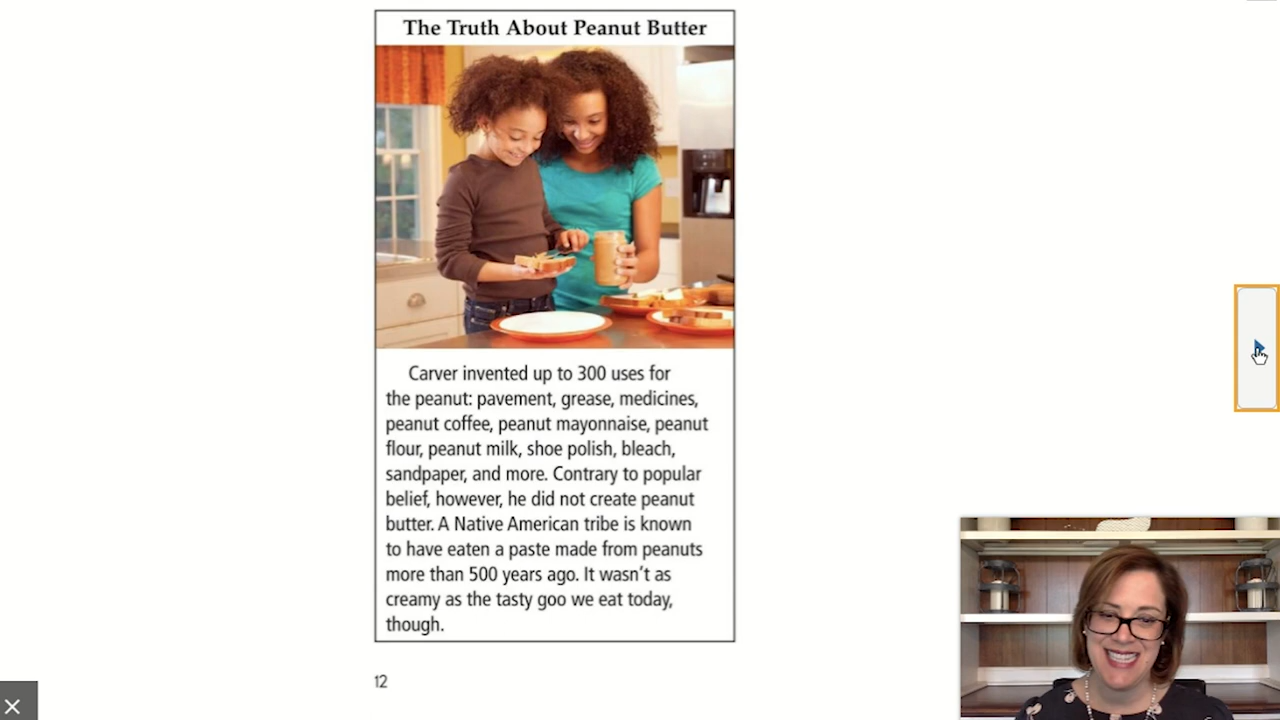 The Truth About Peanut Butter
Carver invented up to 300 uses for
the peanut: pavement, grease, medicines,
peanut coffee, peanut mayonnaise, peanut
flour, peanut milk, shoe polish, bleach,
sandpaper, and more. Contrary to popular
belief, however, he did not create peanut
butter. A Native American tribe is known
to have eaten a paste made from peanuts
more than 500 years ago. It wasn't as
creamy as the tasty goo we eat today,
though.
12